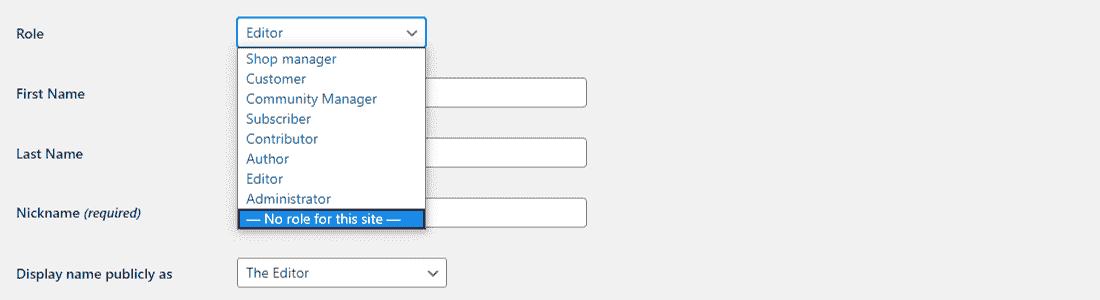 Role
Editor
Shop manager
Customer
Community Manager
Subscriber
Contributor
Author
Editor
Administrator
— No role for this site —
First Name
Last Name
Nickname (required)
Display name publicly as
The Editor